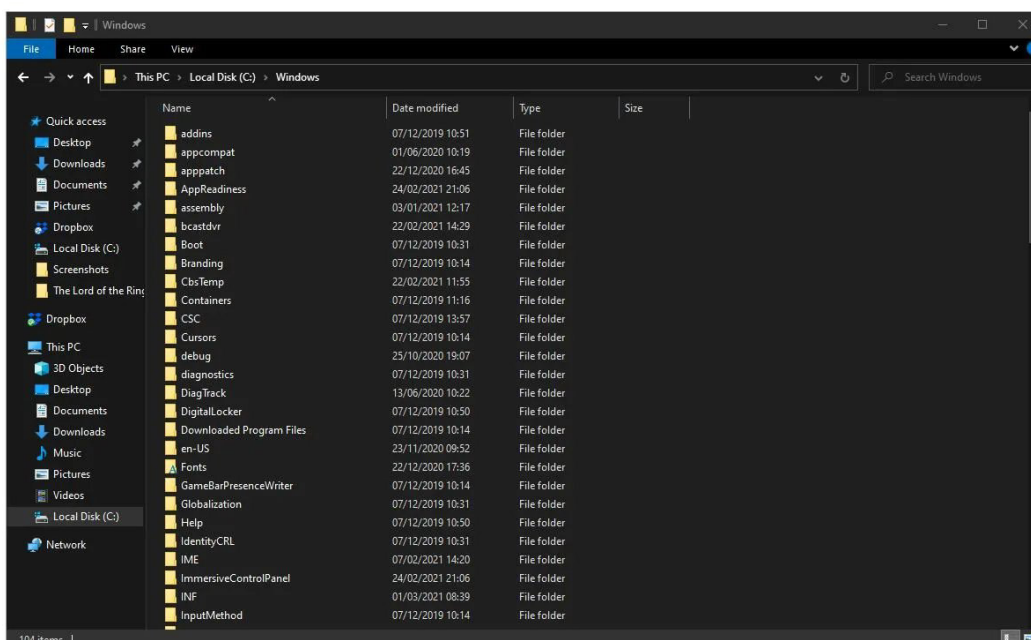 Windows
File Home Share View
This PC > Local Disk (C:) > Windows
Search Windows
Name Date modified Type Size
Quick access
Desktop
Downloads
Documents
Pictures
Dropbox
Local Disk (C:)
Screenshots
The Lord of the Ring
Dropbox
This PC
3D Objects
Desktop
Documents
Downloads
Music
Pictures
Videos
Local Disk (C:)
Network
addins 07/12/2019 10:51 File folder
appcompat 01/06/2020 10:19 File folder
apppatch 22/12/2020 16:45 File folder
AppReadiness 24/02/2021 21:06 File folder
assembly 03/01/2021 12:17 File folder
bcastdvr 22/02/2021 14:29 File folder
Boot 07/12/2019 10:31 File folder
Branding 07/12/2019 10:14 File folder
CbsTemp 22/02/2021 11:55 File folder
Containers 07/12/2019 11:16 File folder
CSC 07/12/2019 13:57 File folder
Cursors 07/12/2019 10:14 File folder
debug 25/10/2020 19:07 File folder
diagnostics 07/12/2019 10:31 File folder
DiagTrack 13/06/2020 10:22 File folder
DigitalLocker 07/12/2019 10:50 File folder
Downloaded Program Files 07/12/2019 10:14 File folder
en-US 23/11/2020 09:52 File folder
Fonts 22/12/2020 17:36 File folder
GameBarPresenceWriter 07/12/2019 10:14 File folder
Globalization 07/12/2019 10:31 File folder
Help 07/12/2019 10:50 File folder
IdentityCRL 07/12/2019 10:31 File folder
IME 07/02/2021 14:20 File folder
ImmersiveControlPanel 24/02/2021 21:06 File folder
INF 01/03/2021 08:39 File folder
InputMethod 07/12/2019 10:14 File folder
104 items